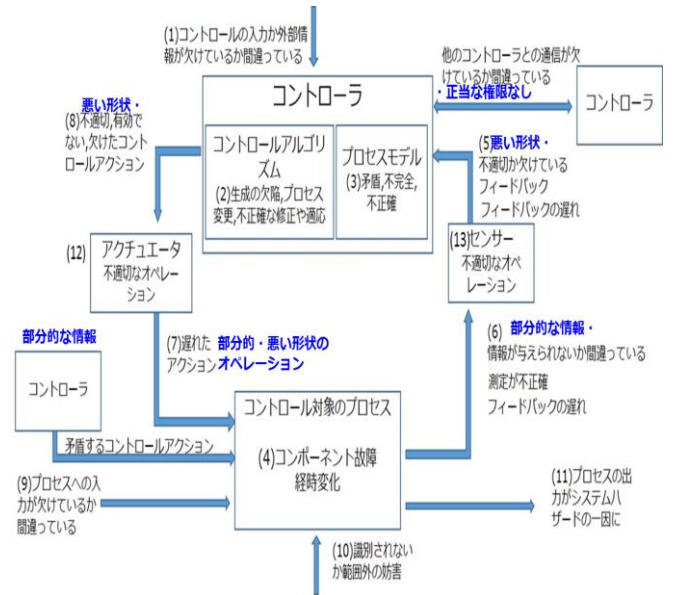 (1)コントロールの入力か外部情
報が欠けているか間違っている
他のコントローラとの通信が欠
けているか間違っている
・正当な権限なし
コントローラ
コントローラ
悪い形状・
(8)不適切,有効で
ない,欠けたコント
ロールアクション
コントロールアルゴリ
ズム
(2)生成の欠陥,プロセス
変更,不正確な修正や適応
プロセスモデル
(3)矛盾,不完全,
不正確
(5)悪い形状・
不適切か欠けている
フィードバック
フィードバックの遅れ
(12)
アクチュエータ
不適切なオペレー
ション
(13)センサー
不適切なオペ
レーション
部分的な情報
コントローラ
(7)遅れた 部分的・悪い形状の
アクション オペレーション
(6) 部分的な情報・
情報が与えられないか間違っている
測定が不正確
フィードバックの遅れ
矛盾するコントロールアクション
コントロール対象のプロセス
(4)コンポーネント故障
経時変化
(9)プロセスへの入
力が欠けているか
間違っている
(11)プロセスの出
力がシステムハ
ザードの一因に
(10)識別されない
か範囲外の妨害